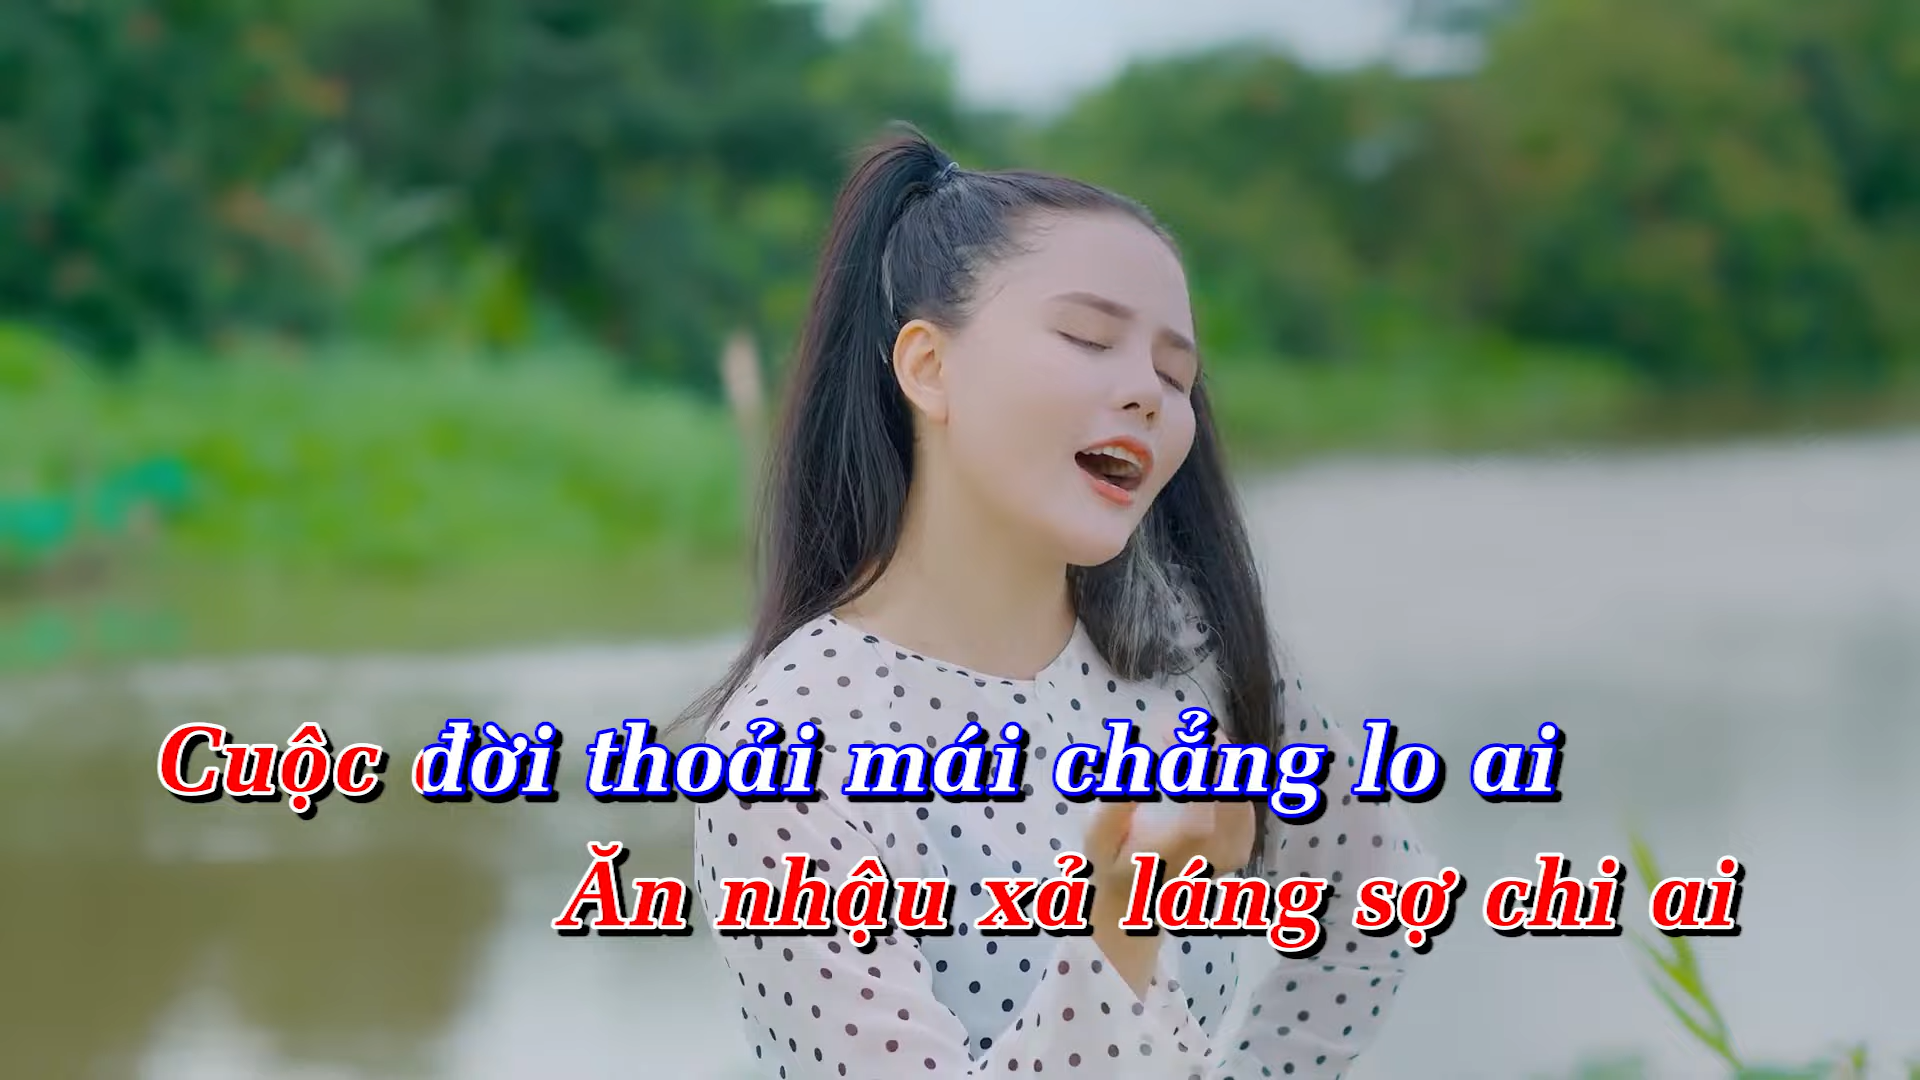 Cuộc đời thoải mái chẳng lo ai
Ăn nhậu xả láng sợ chi ai